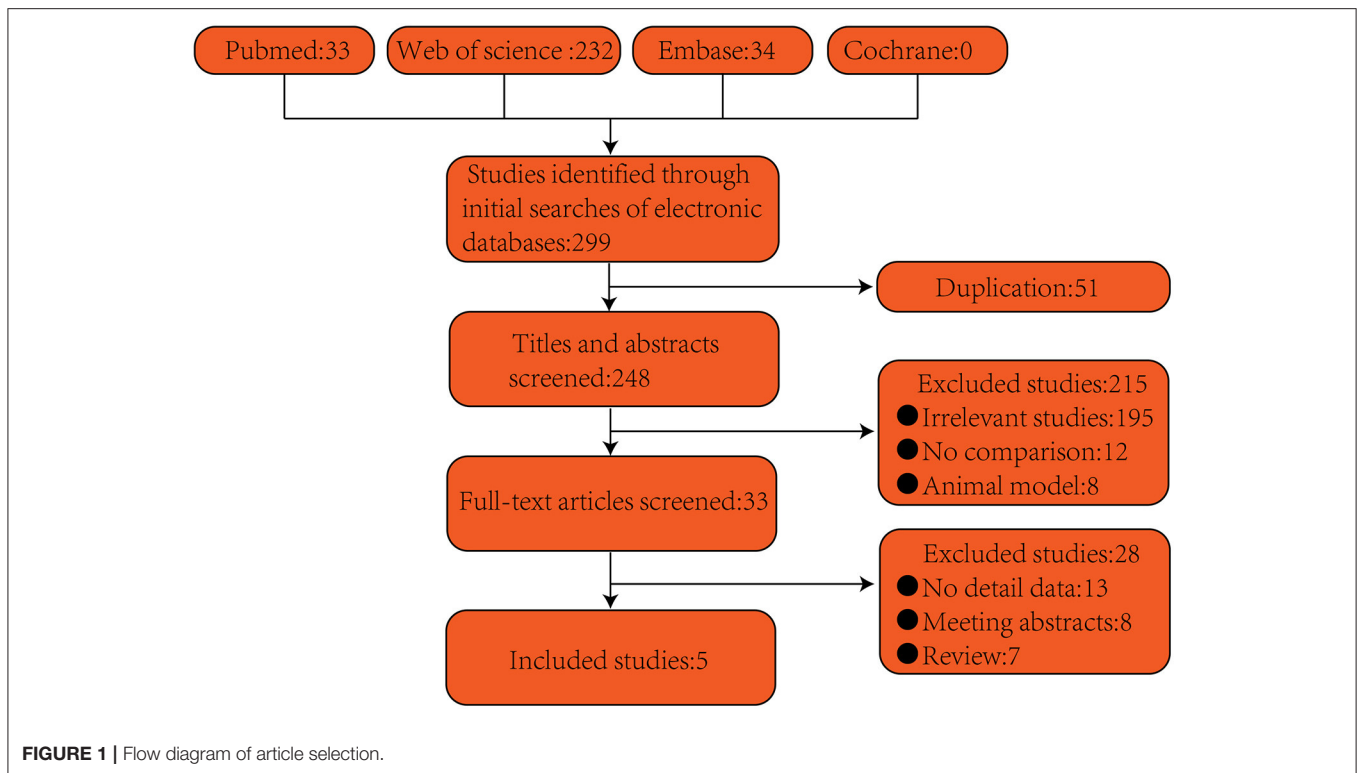 Pubmed:33
Web of science :232
Embase:34
Cochrane:0
Studies identified through
initial searches of electronic
databases:299
Duplication:51
Titles and abstracts
screened:248
Excluded studies:215
● Irrelevant studies:195
● No comparison:12
● Animal model:8
Full-text articles screened:33
Excluded studies:28
● No detail data:13
● Meeting abstracts:8
● Review:7
Included studies:5
FIGURE 1 | Flow diagram of article selection.